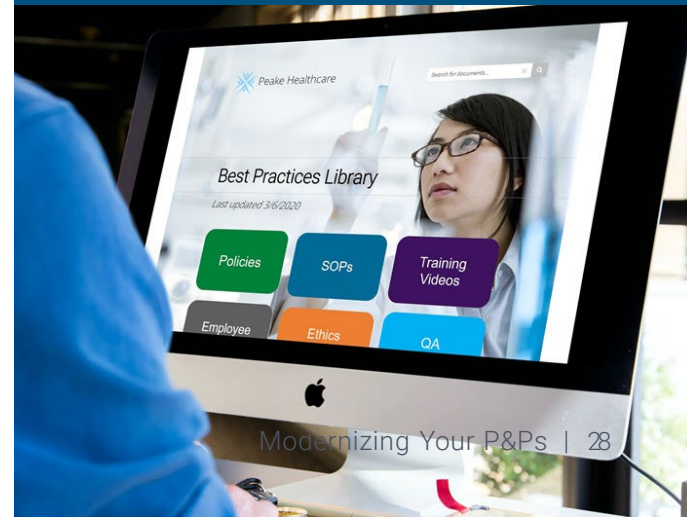 Peake Healthcare
Search for documents...
Best Practices Library
Last updated 3/6/2020
Policies
SOPs
Training
Videos
Employee
Ethics
QA
Modernizing Your P&Ps | 28